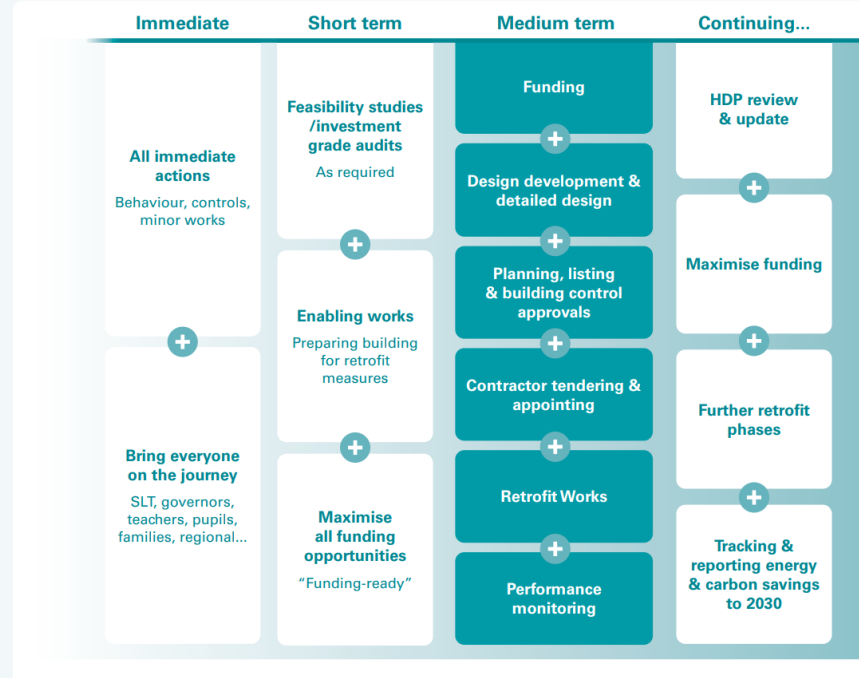 Immediate
Short term
Medium term
Continuing...
All immediate
actions
Behaviour, controls,
minor works
+
Bring everyone
on the journey
SLT, governors,
teachers, pupils,
families, regional...
Feasibility studies
/investment
grade audits
As required
+
Enabling works
Preparing building
for retrofit
measures
+
Maximise
all funding
opportunities
“Funding-ready”
Funding
+
Design development &
detailed design
+
Planning, listing
& building control
approvals
+
Contractor tendering &
appointing
+
Retrofit Works
+
Performance
monitoring
HDP review
& update
+
Maximise funding
+
Further retrofit
phases
+
Tracking &
reporting energy
& carbon savings
to 2030